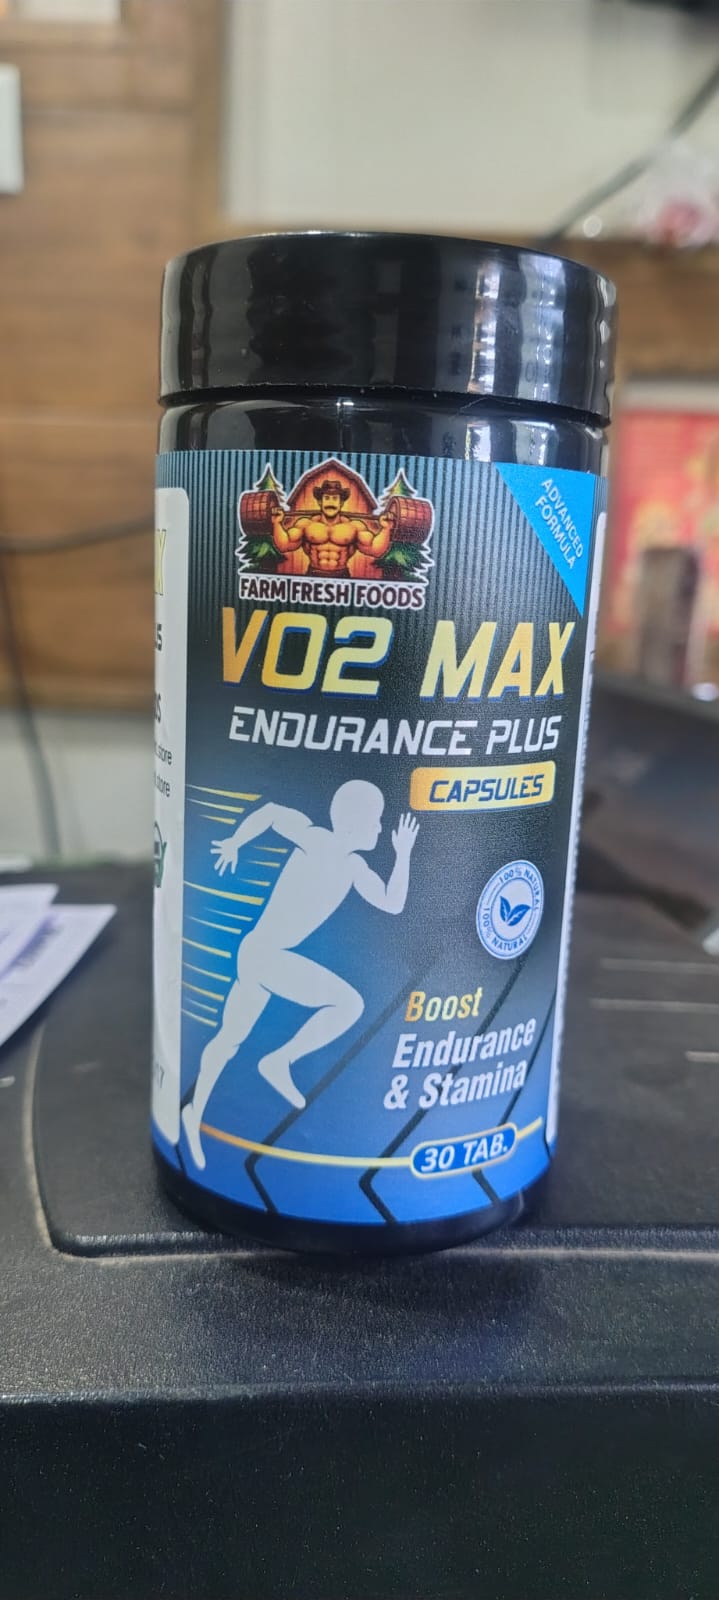 ADVANCED
FORMULA
FARM FRESH FOODS
VO2 MAX
ENDURANCE PLUS
CAPSULES
100% NATURAL
100% NATURAL
Boost
Endurance
& Stamina
30 TAB.